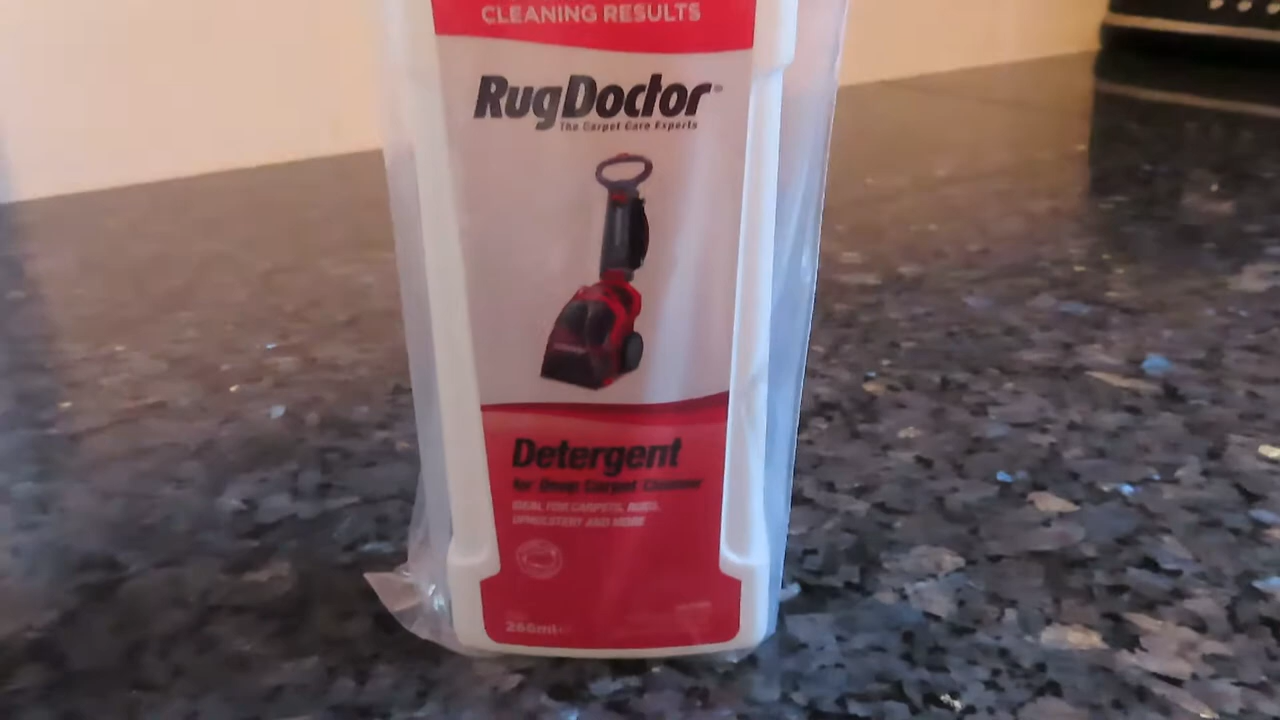 CLEANING RESULTS
RugDoctor
The Carpet Care Experts
Detergent
for Deep Carpet Cleaner
IDEAL FOR CARPETS, RUGS,
UPHOLSTERY AND MORE